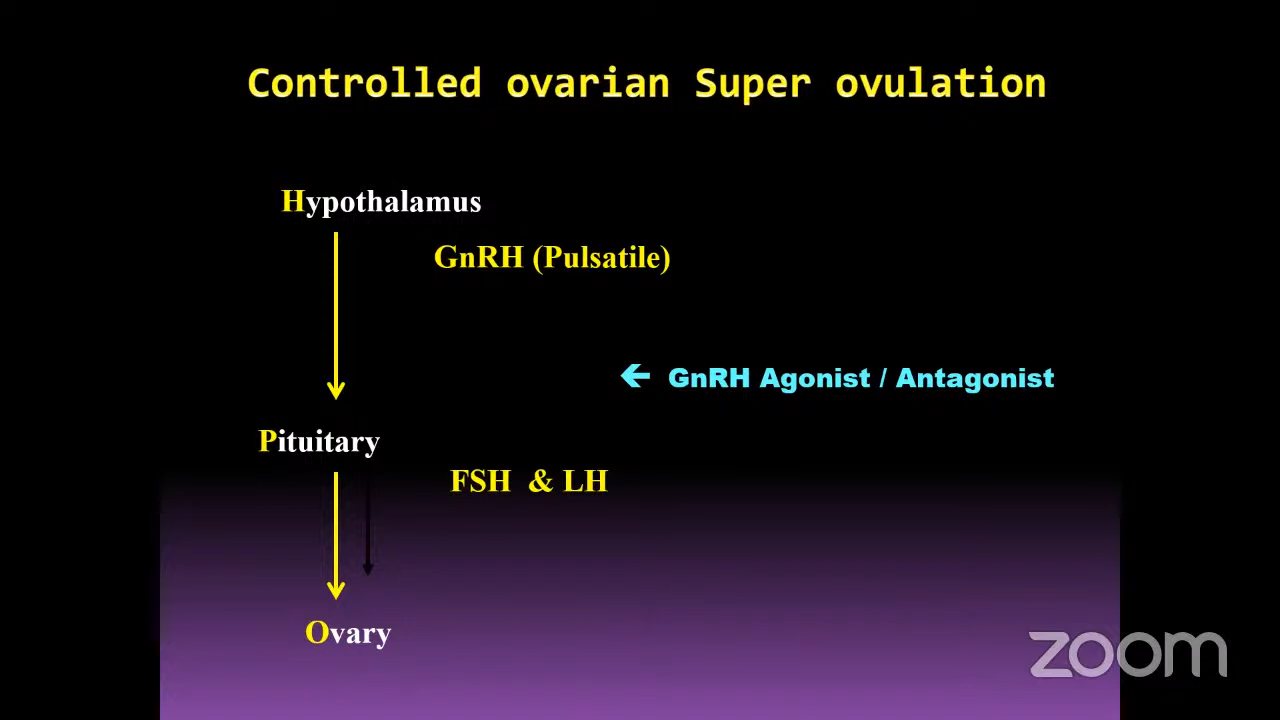 Controlled ovarian Super ovulation
Hypothalamus
GnRH (Pulsatile)
← GnRH Agonist / Antagonist
Pituitary
FSH & LH
Ovary
zoom